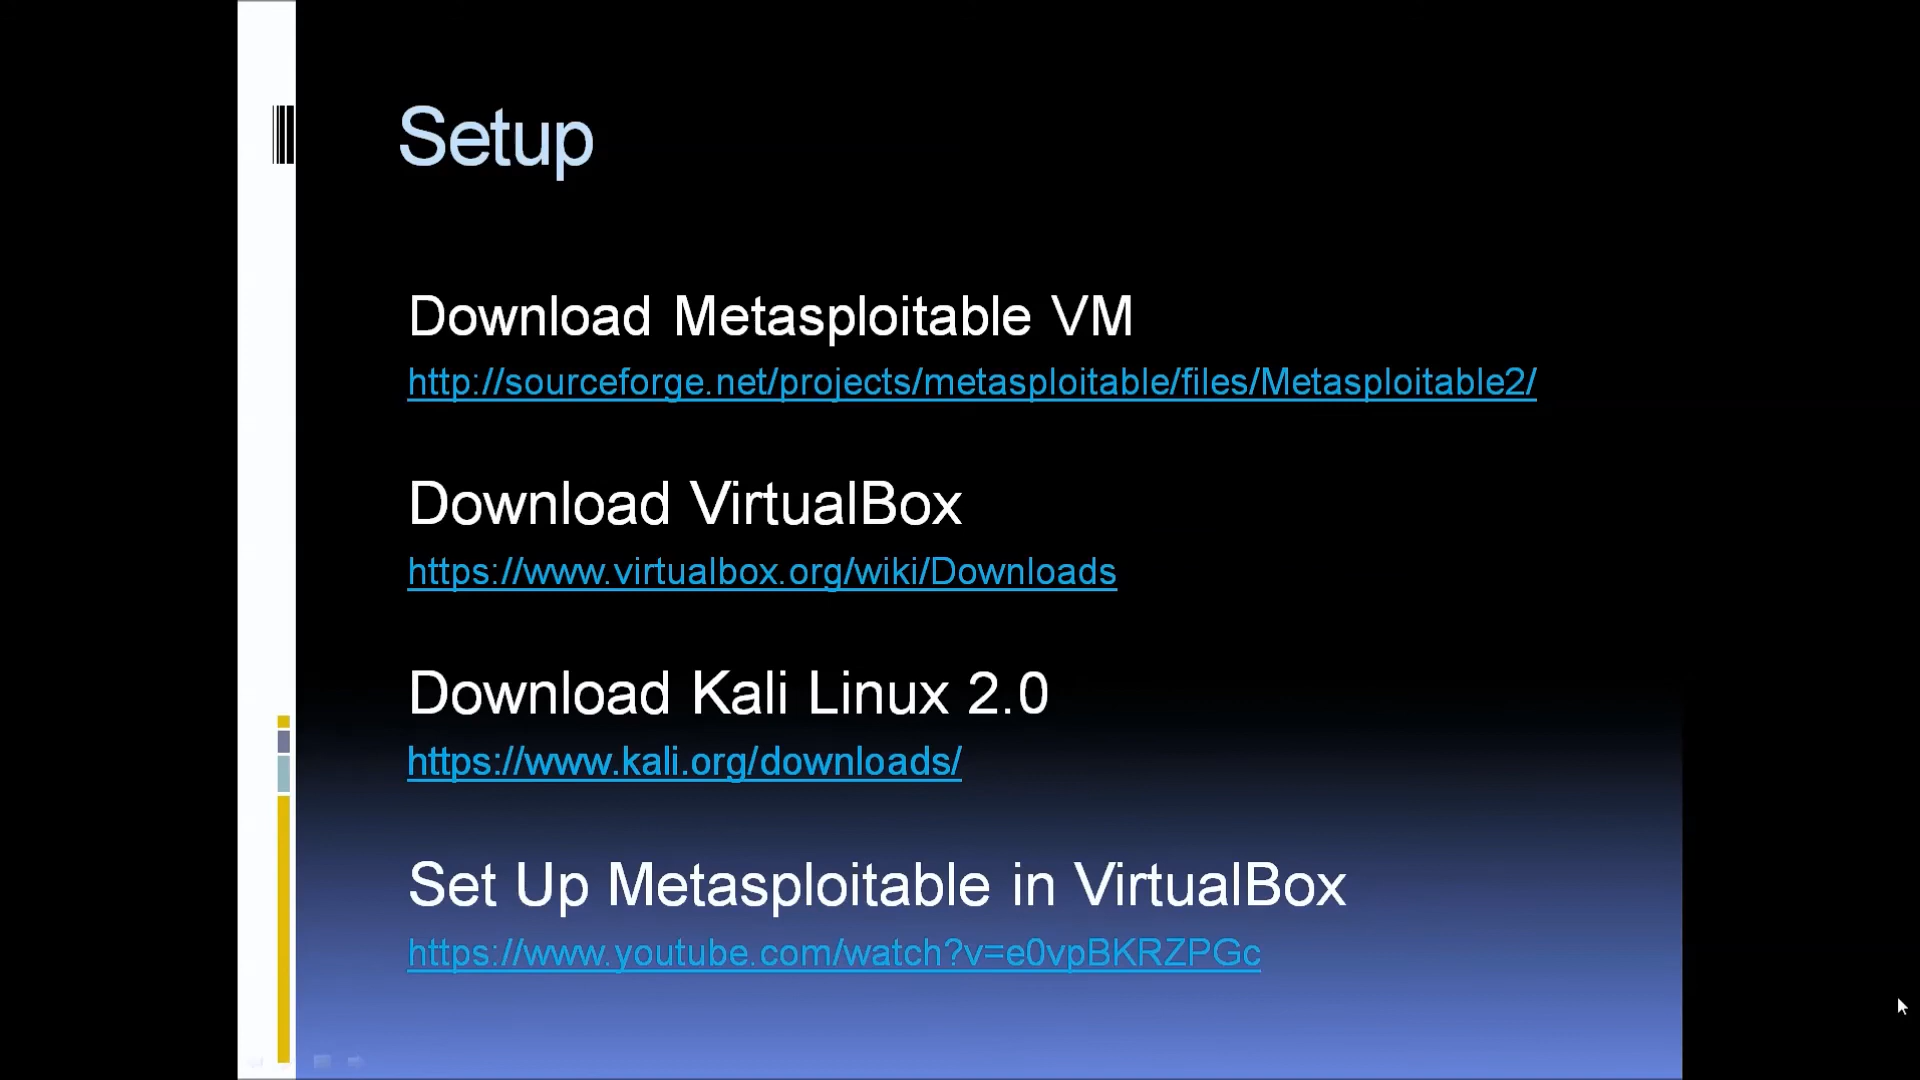 Setup
Download Metasploitable VM
http://sourceforge.net/projects/metasploitable/files/Metasploitable2/
Download VirtualBox
https://www.virtualbox.org/wiki/Downloads
Download Kali Linux 2.0
https://www.kali.org/downloads/
Set Up Metasploitable in VirtualBox
https://www.youtube.com/watch?v=e0vpBKRZPGc